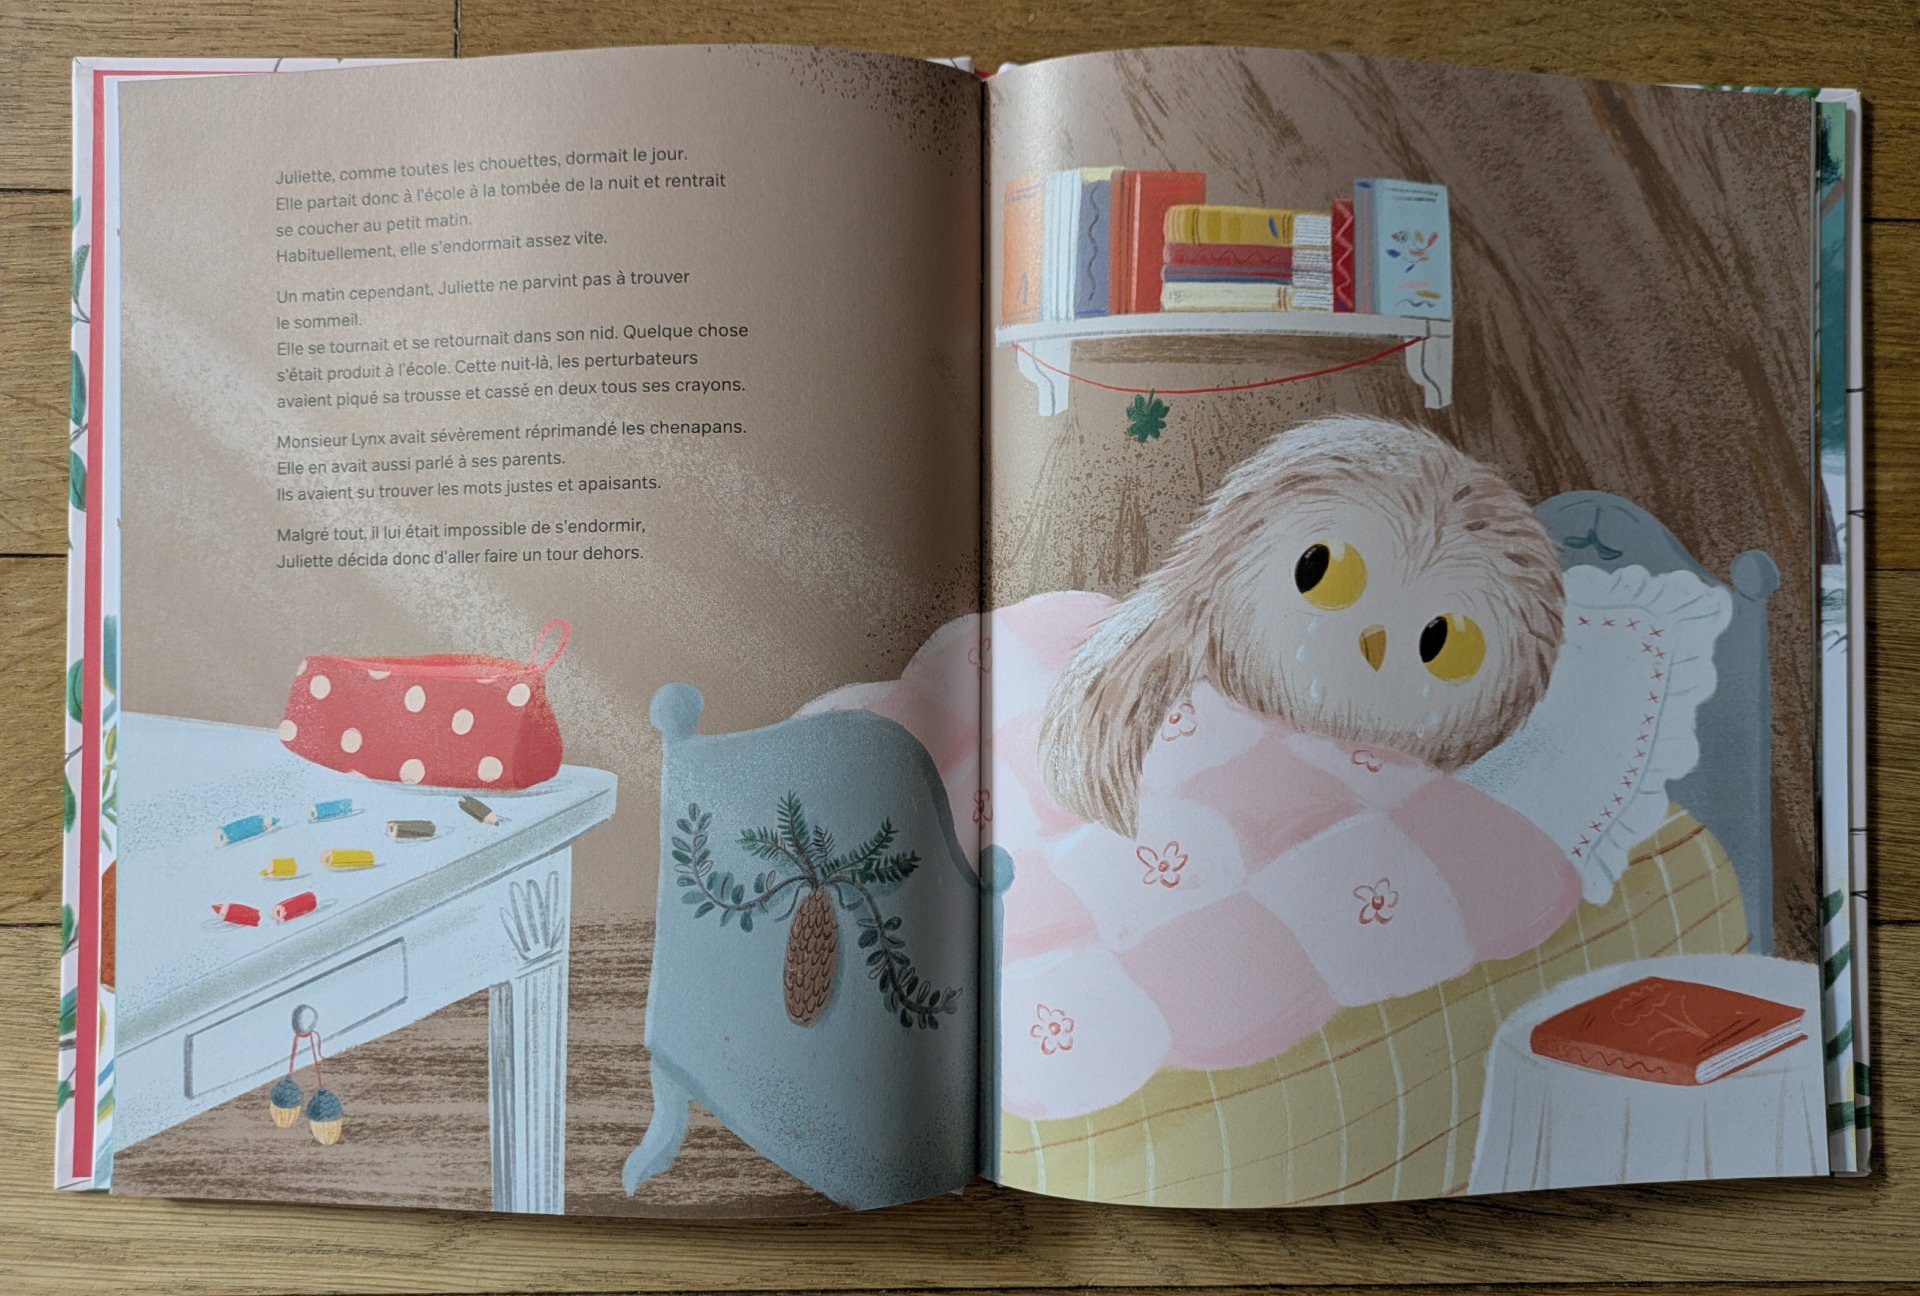 Juliette, comme toutes les chouettes, dormait le jour.
Elle partait donc à l'école à la tombée de la nuit et rentrait
se coucher au petit matin.
Habituellement, elle s'endormait assez vite.
Un matin cependant, Juliette ne parvint pas à trouver
le sommeil.
Elle se tournait et se retournait dans son nid. Quelque chose
s'était produit à l'école. Cette nuit-là, les perturbateurs
avaient piqué sa trousse et cassé en deux tous ses crayons.
Monsieur Lynx avait sévèrement réprimandé les chenapans.
Elle en avait aussi parlé à ses parents.
Ils avaient su trouver les mots justes et apaisants.
Malgré tout, il lui était impossible de s'endormir,
Juliette décida donc d'aller faire un tour dehors.